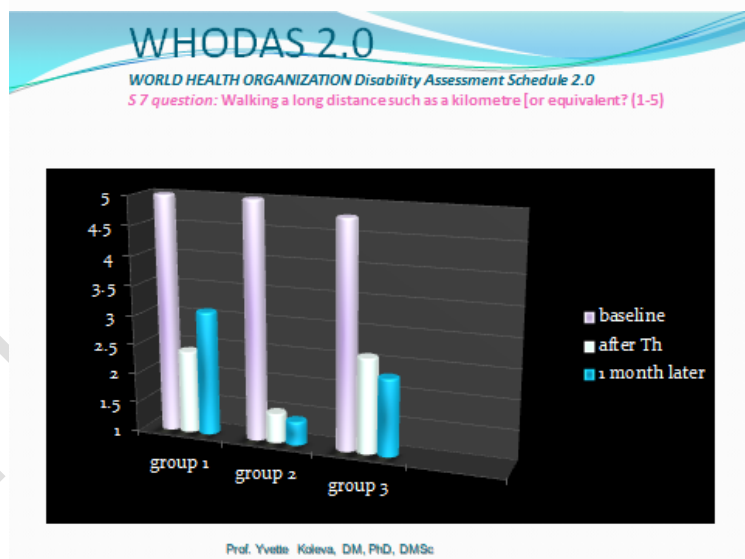 WHODAS 2.0
WORLD HEALTH ORGANIZATION Disability Assessment Schedule 2.0
S 7 question: Walking a long distance such as a kilometre [or equivalent? (1-5)
5
4.5
4
3.5
3
2.5
2
1.5
1
group 1
group 2
group 3
baseline
after Th
1 month later
Prof. Yvette Koleva, DM, PhD, DMSc